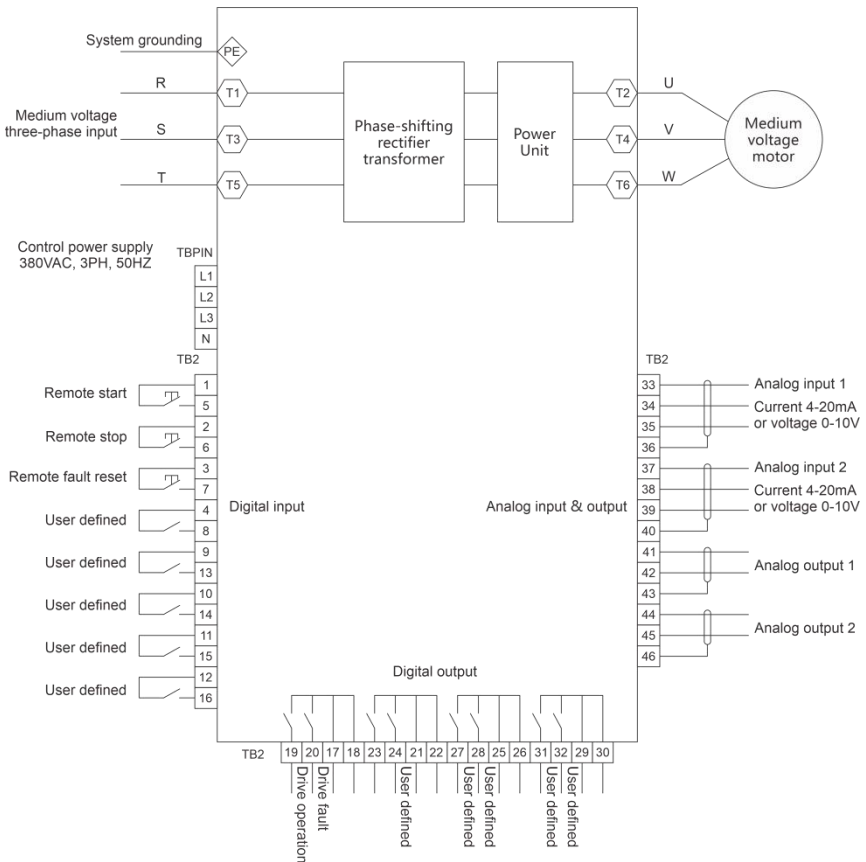 System grounding
PE
R
T1
T2
U
Medium voltage
three-phase input
S
T3
T4
V
T
T5
T6
W
Phase-shifting
rectifier
transformer
Power
Unit
Medium
voltage
motor
Control power supply
380VAC, 3PH, 50HZ
TBPIN
L1
L2
L3
N
TB2
Remote start
1
5
Remote stop
2
6
Remote fault reset
3
7
User defined
4
8
User defined
9
13
User defined
10
14
User defined
11
15
User defined
12
16
Digital input
Analog input & output
TB2
33
34
35
36
Analog input 1
Current 4-20mA
or voltage 0-10V
37
38
39
40
Analog input 2
Current 4-20mA
or voltage 0-10V
41
42
43
Analog output 1
44
45
46
Analog output 2
Digital output
TB2
19
20
17
18
23
24
21
22
27
28
25
26
31
32
29
30
Drive operation
Drive fault
User defined
User defined
User defined
User defined
User defined